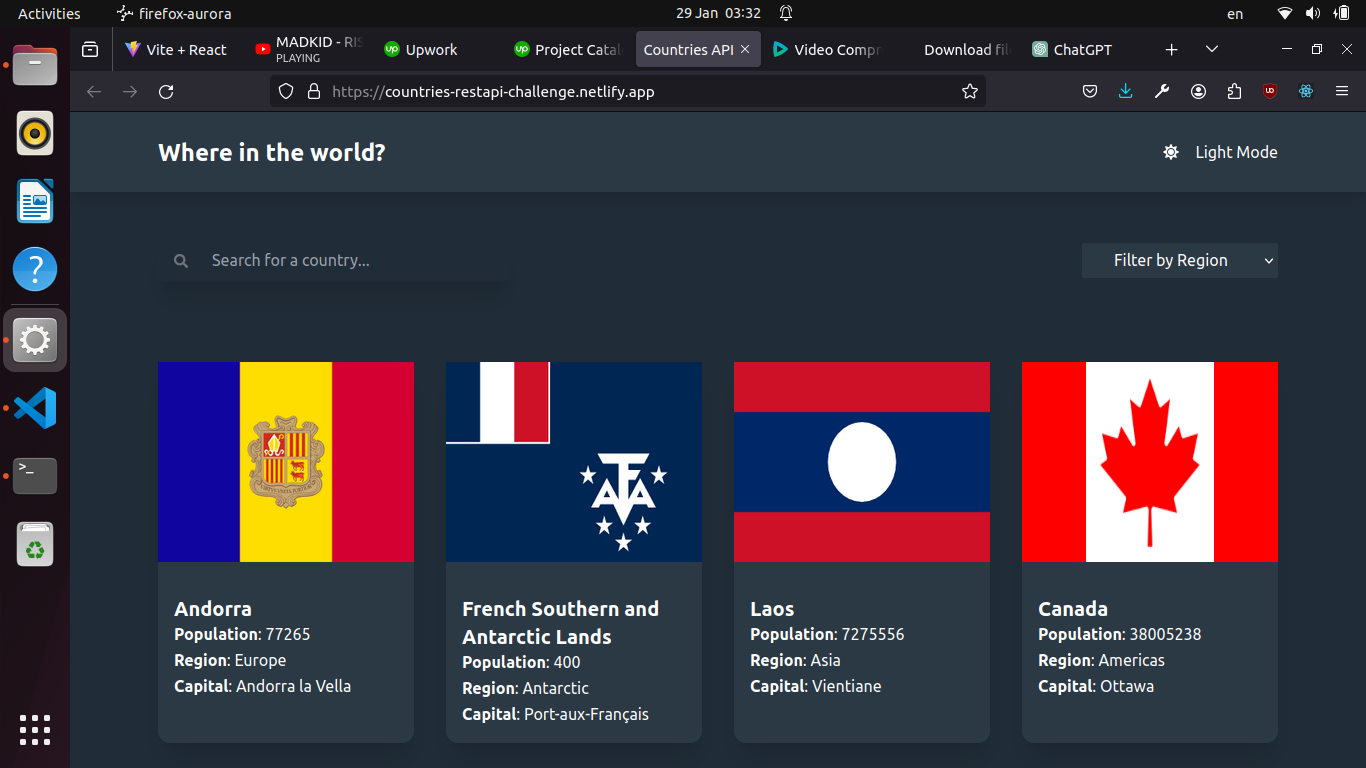 Activities
firefox-aurora
29 Jan 03:32
en
Vite + React
MADKID - RIS
PLAYING
Upwork
Project Catal
Countries API
Video Compr
Download file
ChatGPT
https://countries-restapi-challenge.netlify.app
Where in the world?
Light Mode
Search for a country...
Filter by Region
Andorra
Population: 77265
Region: Europe
Capital: Andorra la Vella
French Southern and
Antarctic Lands
Population: 400
Region: Antarctic
Capital: Port-aux-Français
Laos
Population: 7275556
Region: Asia
Capital: Vientiane
Canada
Population: 38005238
Region: Americas
Capital: Ottawa